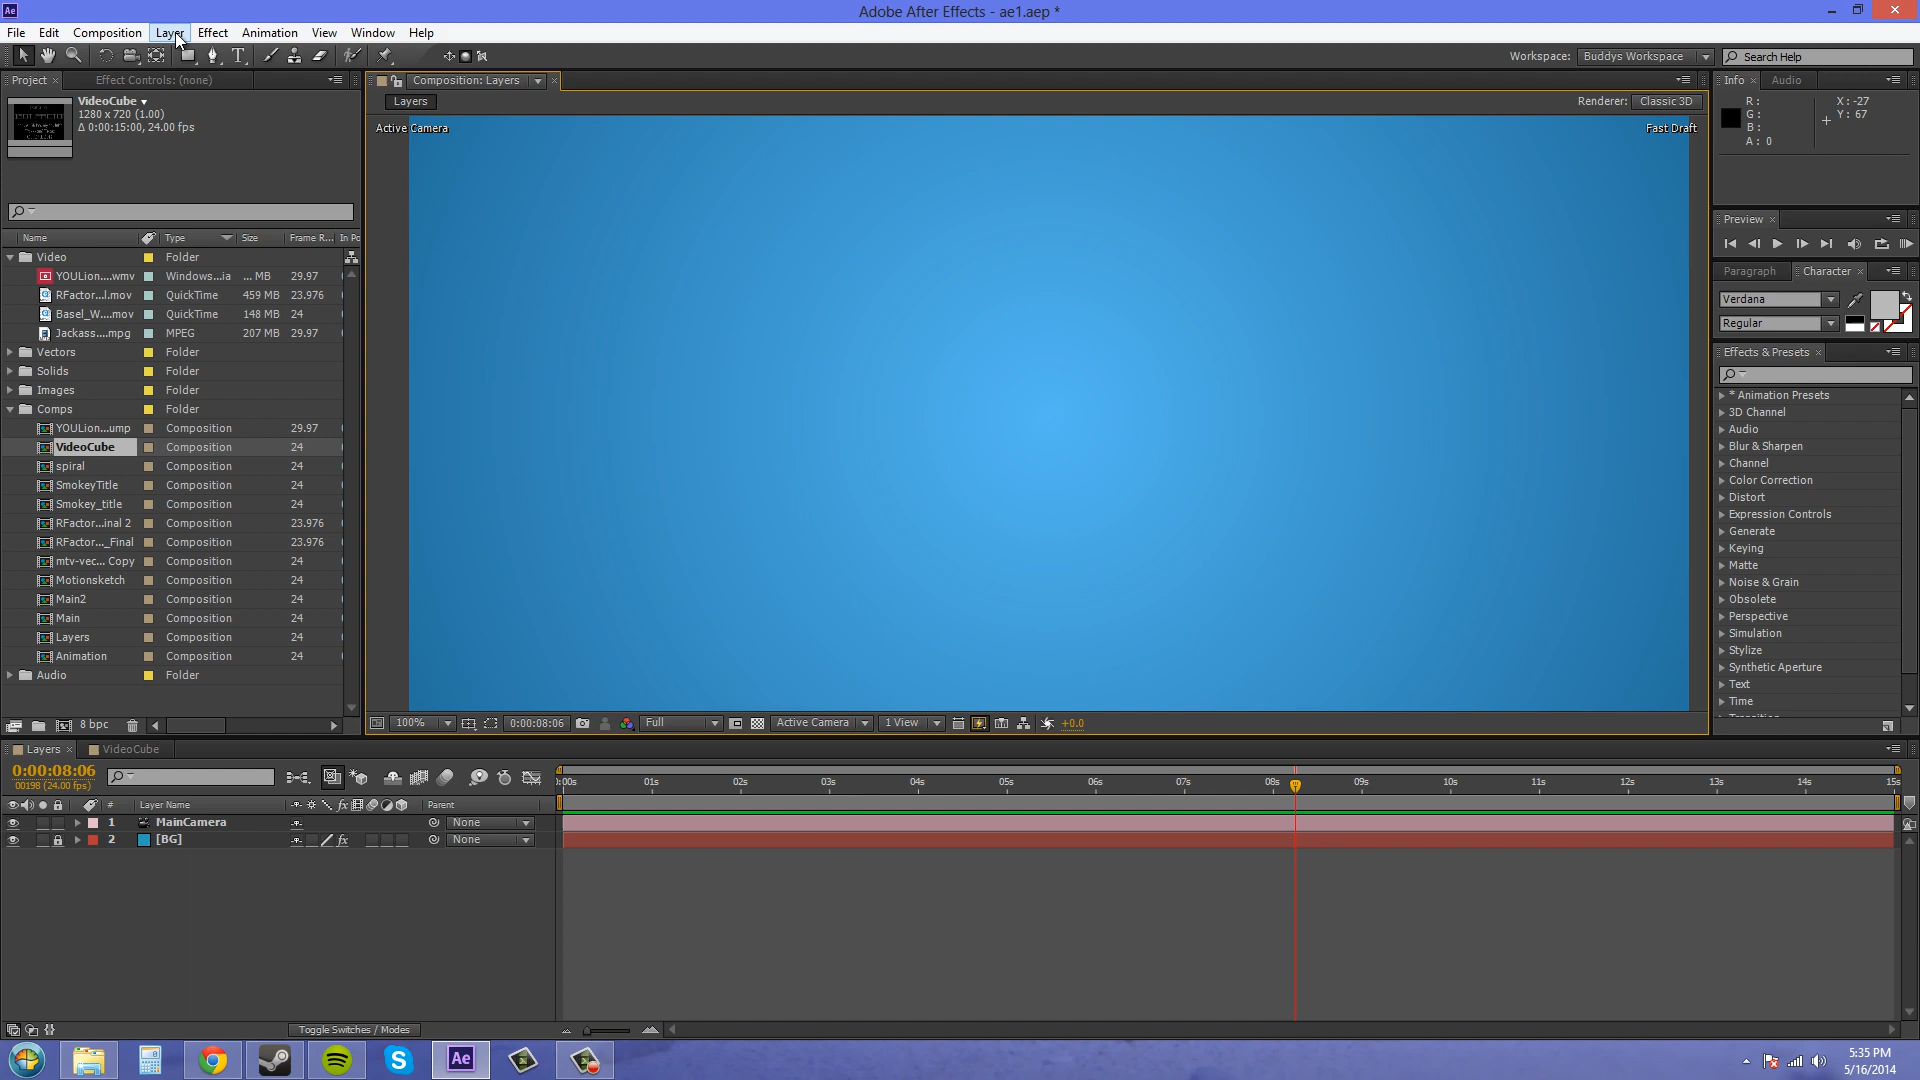 Ae
Adobe After Effects - ae1.aep *
File Edit Composition Layer Effect Animation View Window Help
T
Workspace: Buddys Workspace Search Help
Project × Effect Controls: (none)
VideoCube
1280 x 720 (1.00)
Δ 0:00:15:00, 24.00 fps
Name Type Size Frame R... In Po
Video Folder
YOULion....wmv Windows...ia ... MB 29.97
RFactor...l.mov QuickTime 459 MB 23.976
Basel_W....mov QuickTime 148 MB 24
Jackass....mpg MPEG 207 MB 29.97
Vectors Folder
Solids Folder
Images Folder
Comps Folder
YOULion...ump Composition 29.97
VideoCube Composition 24
spiral Composition 24
SmokeyTitle Composition 24
Smokey_title Composition 24
RFactor...inal 2 Composition 23.976
RFactor..._Final Composition 23.976
mtv-vec... Copy Composition 24
Motionsketch Composition 24
Main2 Composition 24
Main Composition 24
Layers Composition 24
Animation Composition 24
Audio Folder
8 bpc
Composition: Layers ×
Layers
Renderer: Classic 3D
Active Camera Fast Draft
100% 0:00:08:06 Full Active Camera 1 View +0.0
Info × Audio
R:
G:
B:
A: 0
X: -27
Y: 67
Preview ×
Paragraph Character ×
Verdana
Regular
Effects & Presets ×
* Animation Presets
3D Channel
Audio
Blur & Sharpen
Channel
Color Correction
Distort
Expression Controls
Generate
Keying
Matte
Noise & Grain
Obsolete
Perspective
Simulation
Stylize
Synthetic Aperture
Text
Time
Transition
Layers × VideoCube
0:00:08:06
00198 (24.00 fps)
:00s 01s 02s 03s 04s 05s 06s 07s 08s 09s 10s 11s 12s 13s 14s 15s
# Layer Name fx Parent
1 MainCamera None
2 [BG] fx None
Toggle Switches / Modes
Ae
5:35 PM
5/16/2014